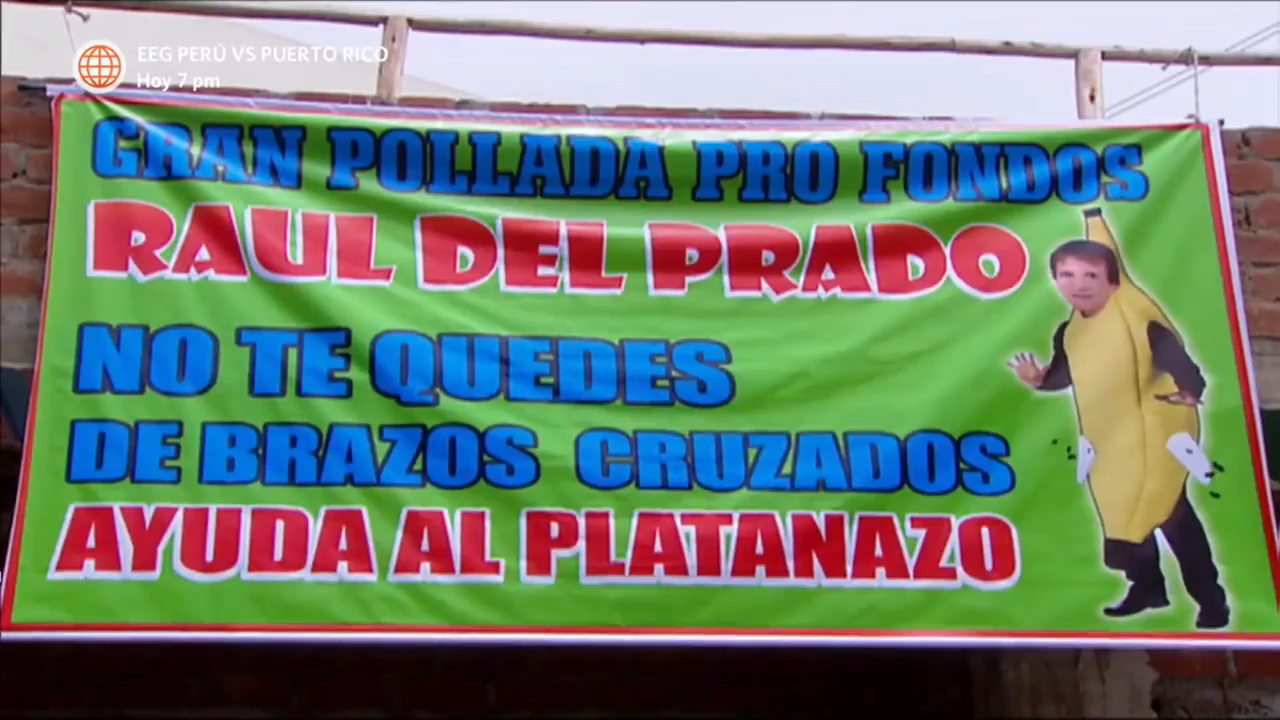 EEG PERÚ VS PUERTO RICO
Hoy 7 pm
GRAN POLLADA PRO FONDOS
RAUL DEL PRADO
NO TE QUEDES
DE BRAZOS CRUZADOS
AYUDA AL PLATANAZO